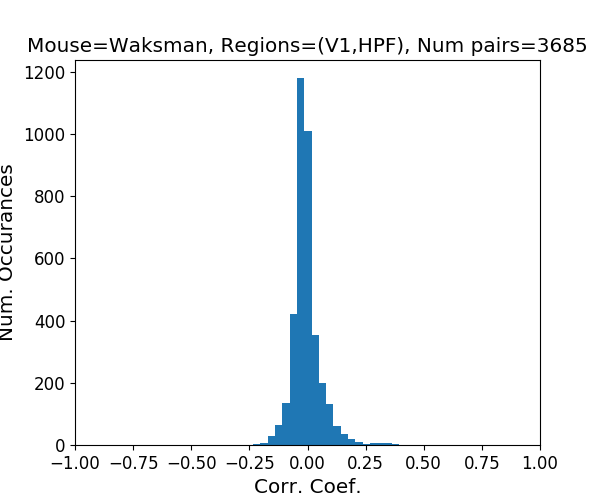 Mouse=Waksman, Regions=(V1,HPF), Num pairs=3685
1200
1000
800
600
400
200
0
Num. Occurances
−1.00 −0.75 −0.50 −0.25 0.00 0.25 0.50 0.75 1.00
Corr. Coef.